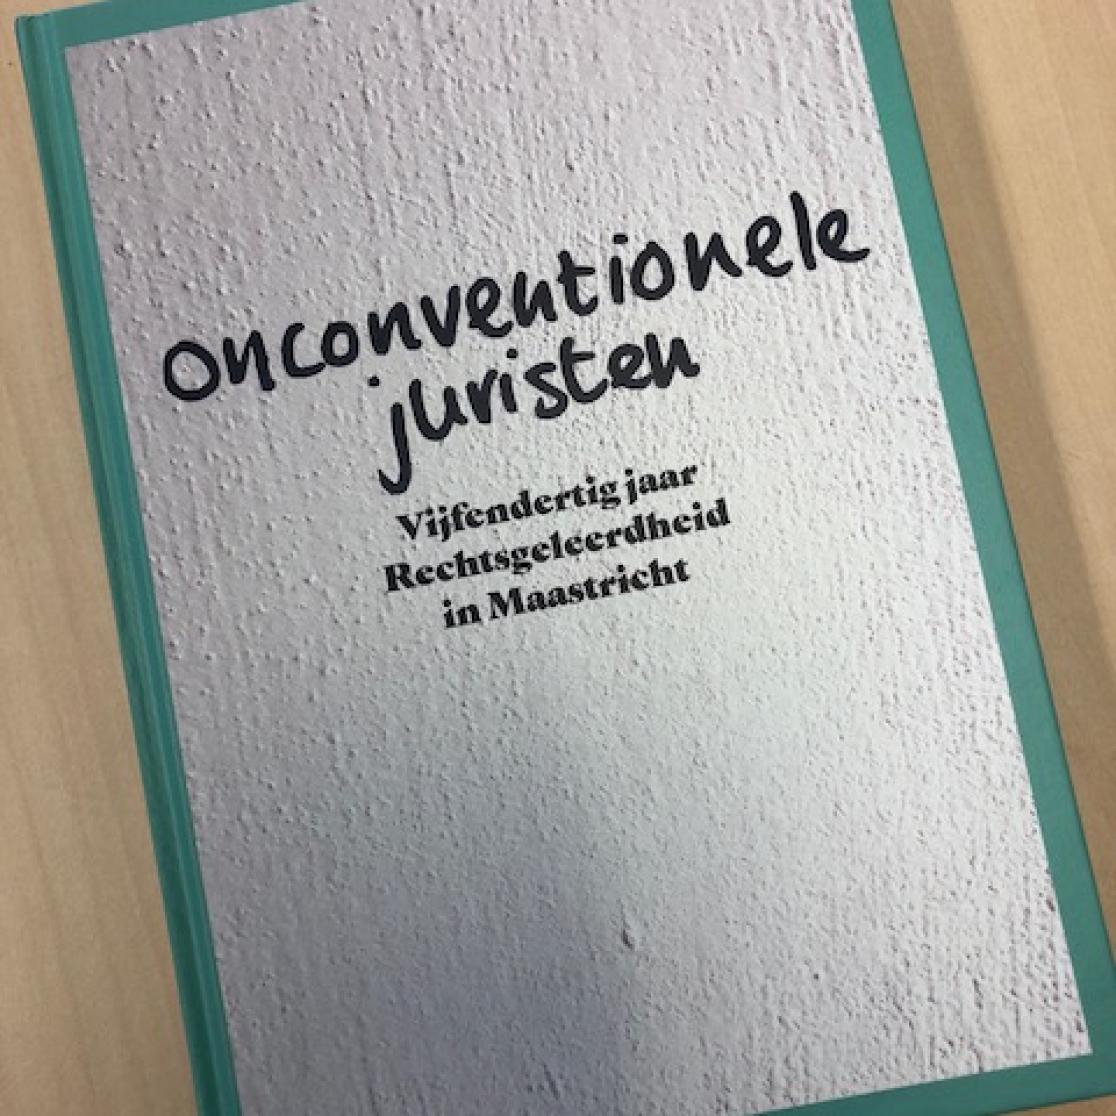 onconventionele
juristen
Vijfendertig jaar
Rechtsgeleerdheid
in Maastricht